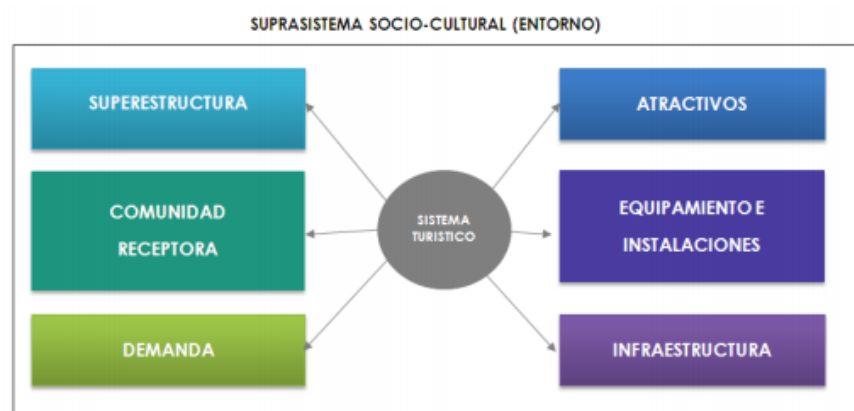 SUPRASISTEMA SOCIO-CULTURAL (ENTORNO)
SUPERESTRUCTURA
COMUNIDAD
RECEPTORA
DEMANDA
SISTEMA
TURISTICO
ATRACTIVOS
EQUIPAMIENTO E
INSTALACIONES
INFRAESTRUCTURA